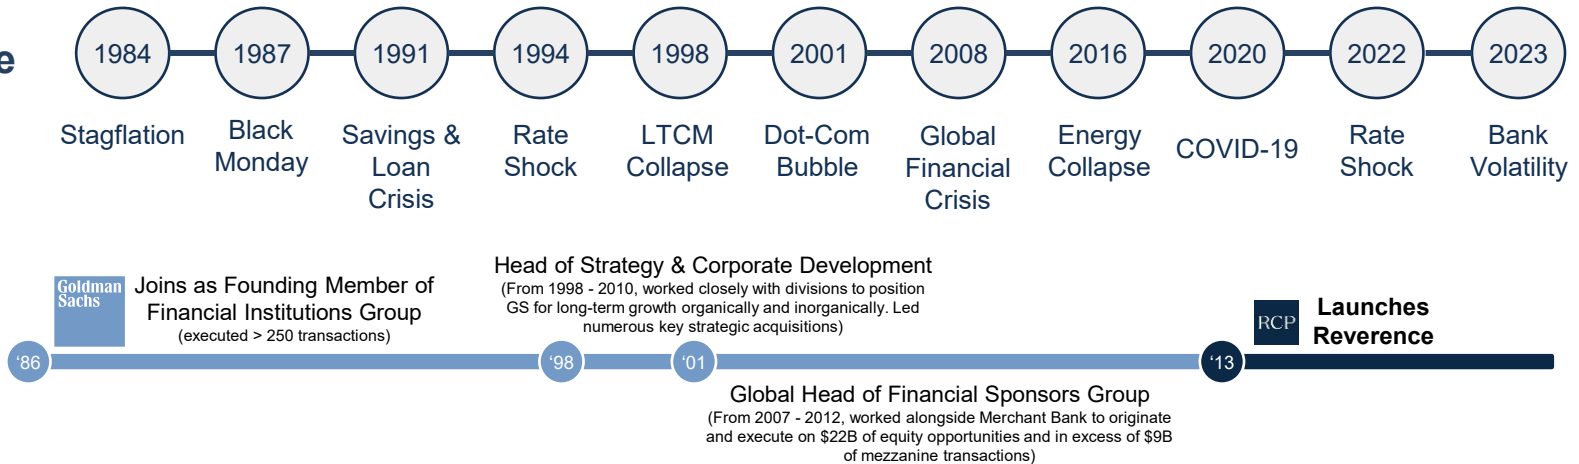 e
1984
1987
1991
1994
1998
2001
2008
2016
2020
2022
2023
Stagflation
Black
Monday
Savings &
Loan
Crisis
Rate
Shock
LTCM
Collapse
Dot-Com
Bubble
Global
Financial
Crisis
Energy
Collapse
COVID-19
Rate
Shock
Bank
Volatility
Goldman
Sachs
Joins as Founding Member of
Financial Institutions Group
(executed > 250 transactions)
Head of Strategy & Corporate Development
(From 1998 - 2010, worked closely with divisions to position
GS for long-term growth organically and inorganically. Led
numerous key strategic acquisitions)
RCP
Launches
Reverence
‘86
‘98
‘01
‘13
Global Head of Financial Sponsors Group
(From 2007 - 2012, worked alongside Merchant Bank to originate
and execute on $22B of equity opportunities and in excess of $9B
of mezzanine transactions)